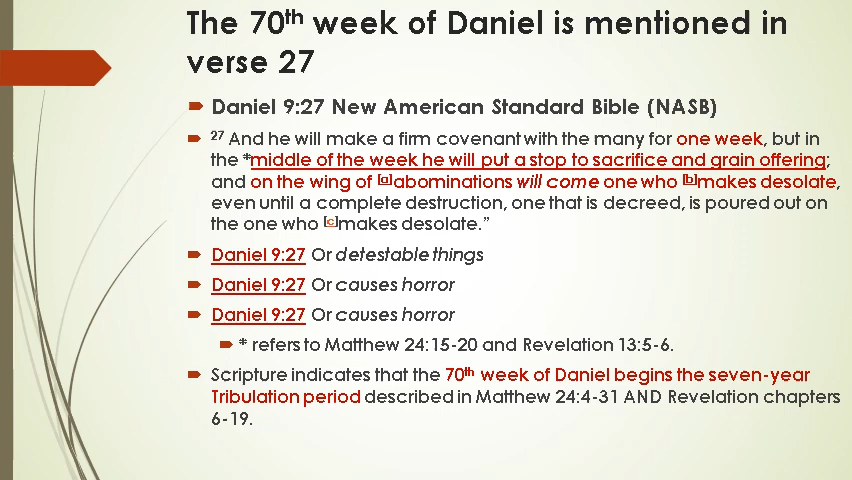 The 70th week of Daniel is mentioned in
verse 27
Daniel 9:27 New American Standard Bible (NASB)
27 And he will make a firm covenant with the many for one week, but in
the *middle of the week he will put a stop to sacrifice and grain offering;
and on the wing of [a]abominations will come one who [b]makes desolate,
even until a complete destruction, one that is decreed, is poured out on
the one who [c]makes desolate.”
Daniel 9:27 Or detestable things
Daniel 9:27 Or causes horror
Daniel 9:27 Or causes horror
* refers to Matthew 24:15-20 and Revelation 13:5-6.
Scripture indicates that the 70th week of Daniel begins the seven-year
Tribulation period described in Matthew 24:4-31 AND Revelation chapters
6-19.